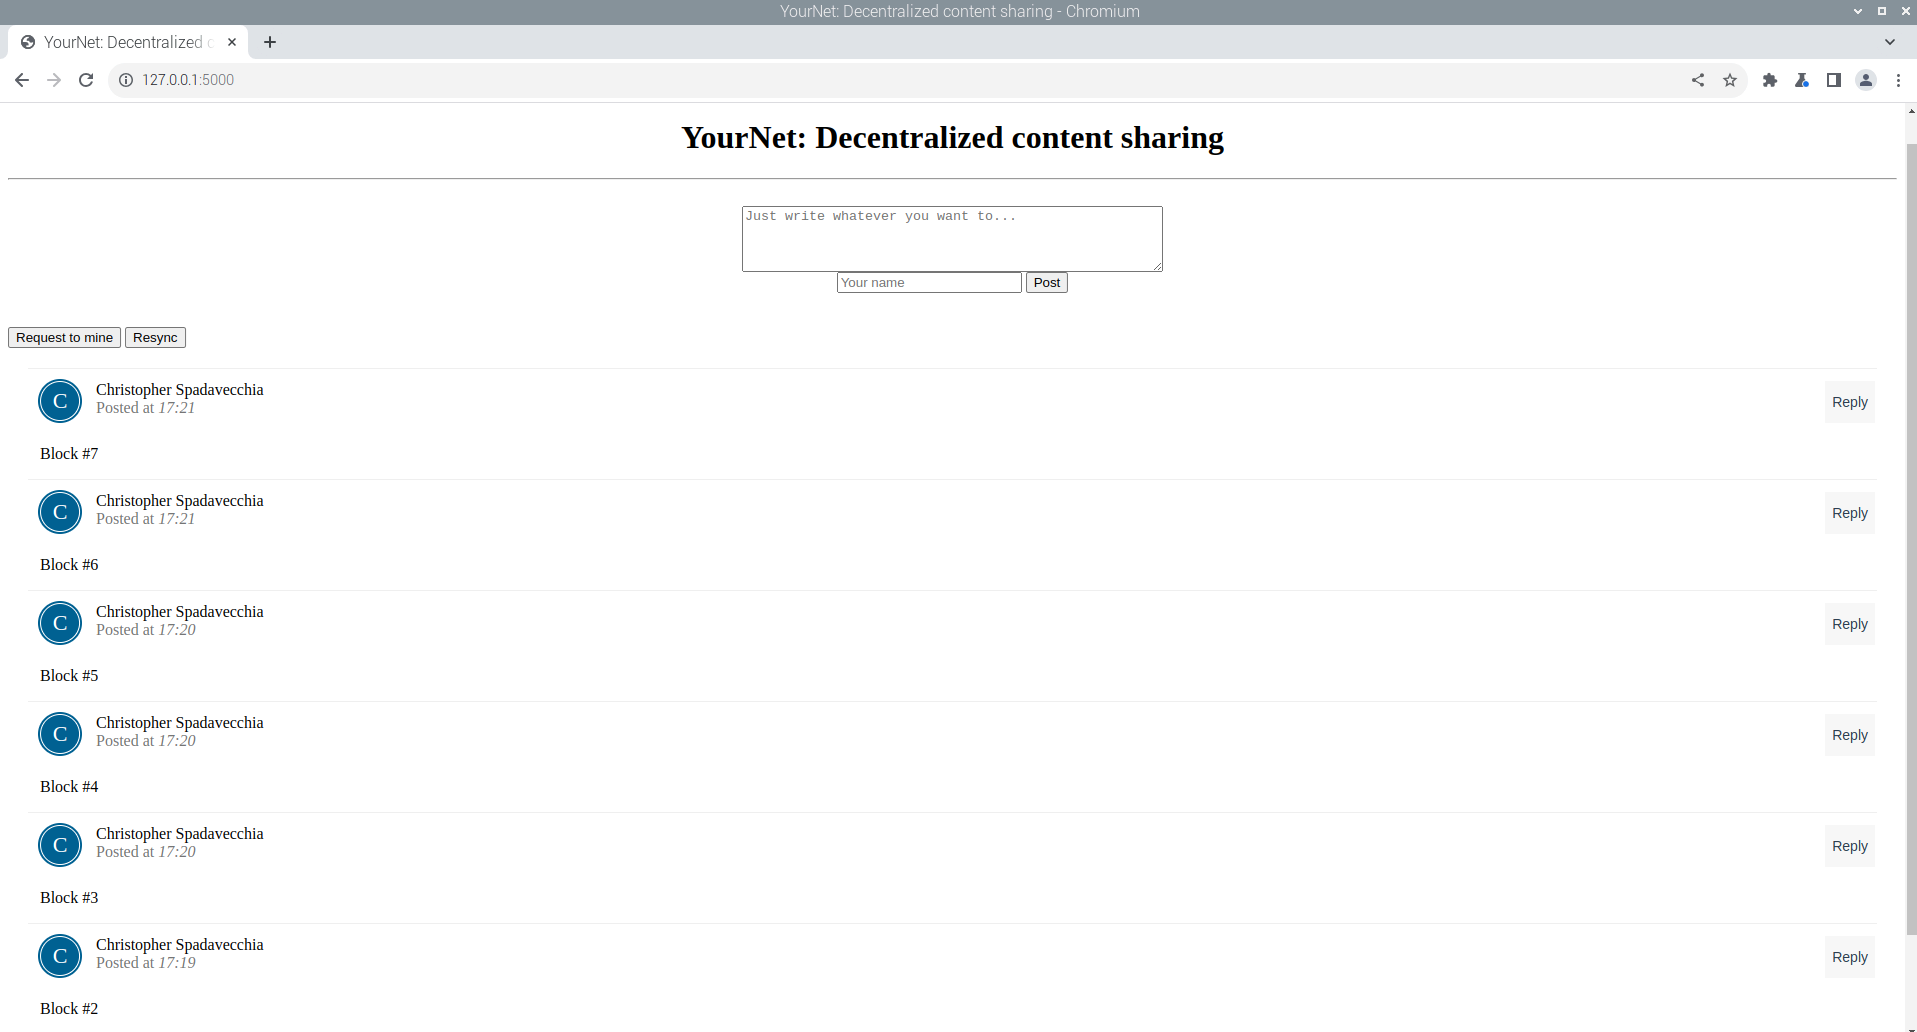 YourNet: Decentralized content sharing - Chromium
YourNet: Decentralized c
127.0.0.1:5000
YourNet: Decentralized content sharing
Just write whatever you want to...
Your name Post
Request to mine Resync
C Christopher Spadavecchia
Posted at 17:21
Reply
Block #7
C Christopher Spadavecchia
Posted at 17:21
Reply
Block #6
C Christopher Spadavecchia
Posted at 17:20
Reply
Block #5
C Christopher Spadavecchia
Posted at 17:20
Reply
Block #4
C Christopher Spadavecchia
Posted at 17:20
Reply
Block #3
C Christopher Spadavecchia
Posted at 17:19
Reply
Block #2